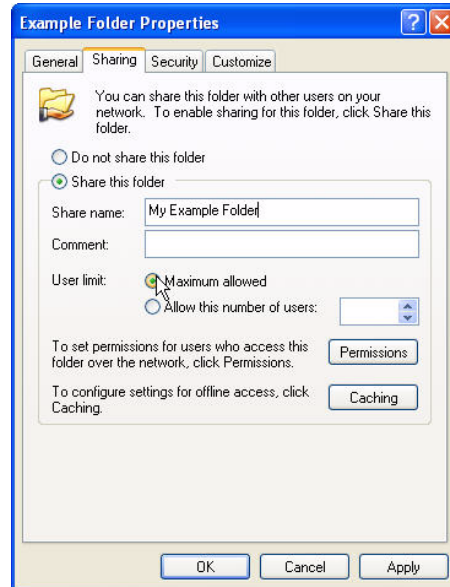 Example Folder Properties
General Sharing Security Customize
You can share this folder with other users on your
network. To enable sharing for this folder, click Share this
folder.
Do not share this folder
Share this folder
Share name: My Example Folder
Comment:
User limit: Maximum allowed
Allow this number of users:
To set permissions for users who access this
folder over the network, click Permissions.
Permissions
To configure settings for offline access, click
Caching.
Caching
OK Cancel Apply